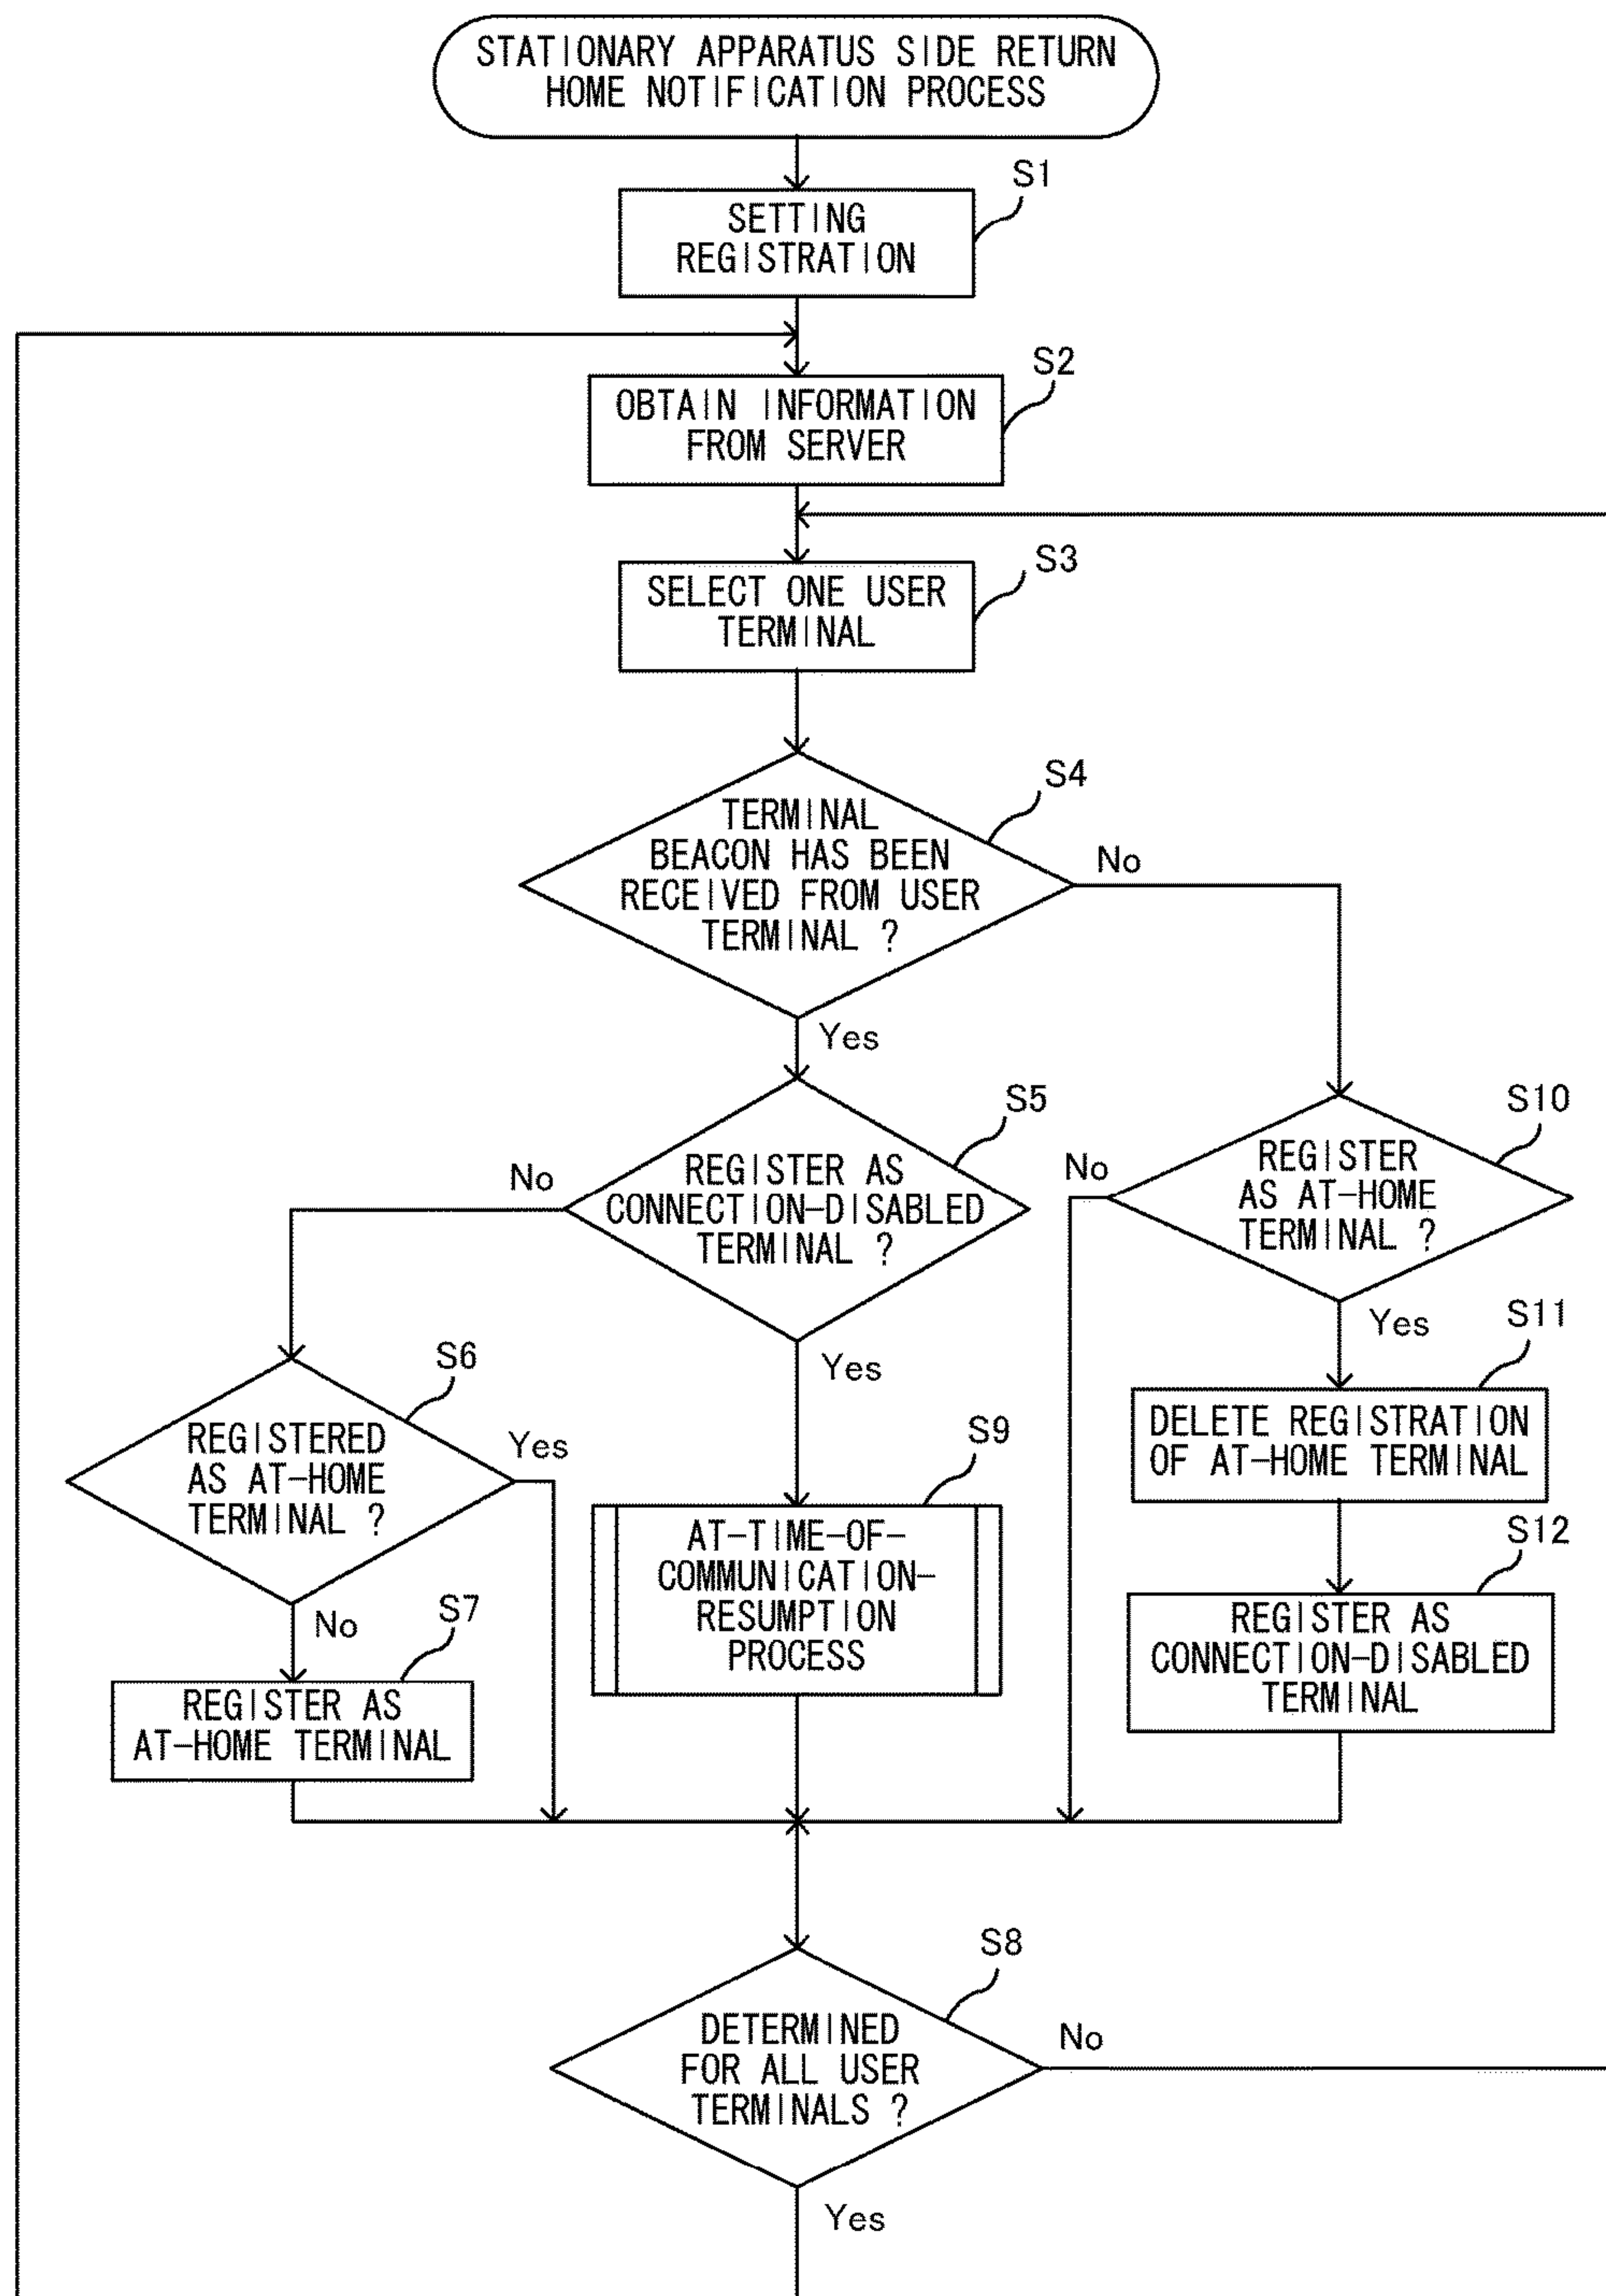 STATIONARY APPARATUS SIDE RETURN
HOME NOTIFICATION PROCESS
S1
SETTING
REGISTRATION
S2
OBTAIN INFORMATION
FROM SERVER
S3
SELECT ONE USER
TERMINAL
S4
TERMINAL
BEACON HAS BEEN
RECEIVED FROM USER
TERMINAL ?
No
Yes
S5
REGISTER AS
CONNECTION-DISABLED
TERMINAL ?
No
Yes
S10
REGISTER
AS AT-HOME
TERMINAL ?
No
Yes
S6
REGISTERED
AS AT-HOME
TERMINAL ?
Yes
No
S7
REGISTER AS
AT-HOME TERMINAL
S9
AT-TIME-OF-
COMMUNICATION-
RESUMPTION
PROCESS
S11
DELETE REGISTRATION
OF AT-HOME TERMINAL
S12
REGISTER AS
CONNECTION-DISABLED
TERMINAL
S8
DETERMINED
FOR ALL USER
TERMINALS ?
No
Yes